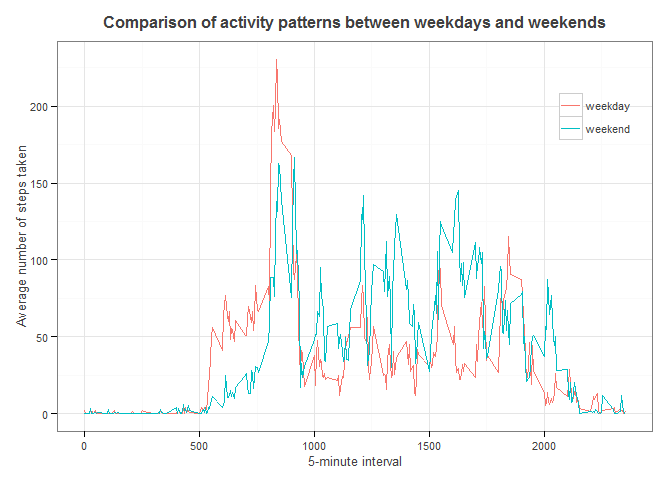 Comparison of activity patterns between weekdays and weekends
Average number of steps taken
200
150
100
50
0
weekday
weekend
0 500 1000 1500 2000
5-minute interval